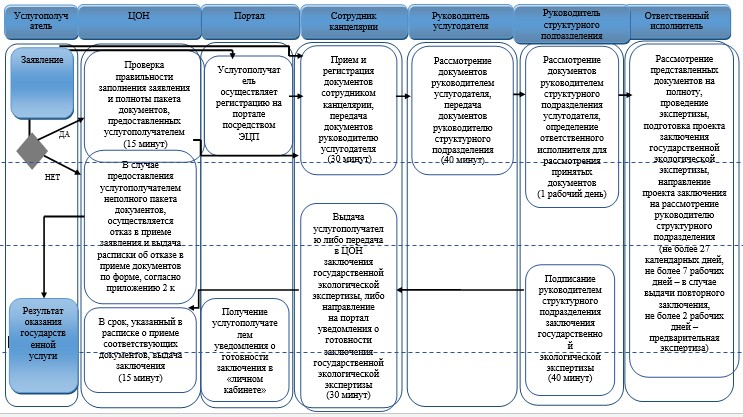 Услугополуч
атель
ЦОН
Портал
Сотрудник
канцелярии
Руководитель
услугодателя
Руководитель
структурного
подразделения
Ответственный
исполнитель
Заявление
ДА
НЕТ
Результат
оказания
государств
енной
услуги
Проверка
правильности
заполнения заявления
и полноты пакета
документов,
предоставленных
услугополучателем
(15 минут)
В случае
предоставления
услугополучателем
неполного пакета
документов,
осуществляется
отказ в приеме
заявления и выдача
расписки об отказе в
приеме документов
по форме, согласно
приложению 2 к
В срок, указанный в
расписке о приеме
соответствующих
документов, выдача
заключения
(15 минут)
Услугополучат
ель
осуществляет
регистрацию на
портале
посредством
ЭЦП
Получение
услугополучате
лем
уведомления о
готовности
заключения в
«личном
кабинете»
Прием и
регистрация
документов
сотрудником
канцелярии,
передача
документов
руководителю
услугодателя
(30 минут)
Выдача
услугополучател
ю либо передача
в ЦОН
заключения
государственной
экологической
экспертизы, либо
направление
на портал
уведомления о
готовности
заключения
государственной
экологической
экспертизы
(30 минут)
Рассмотрение
документов
руководителем
услугодателя,
передача
документов
руководителю
структурного
подразделения
(40 минут)
Рассмотрение
документов
руководителем
структурного
подразделения
услугодателя,
определение
ответственного
исполнителя для
рассмотрения
принятых
документов
(1 рабочий день)
Подписание
руководителем
структурного
подразделения
заключения
государственно
й
экологической
экспертизы
(40 минут)
Рассмотрение
представленных
документов на
полноту,
проведение
экспертизы,
подготовка проекта
заключения
государственной
экологической
экспертизы,
направление
проекта заключения
на рассмотрение
руководителю
структурного
подразделения
(не более 27
календарных дней,
не более 7 рабочих
дней – в случае
выдачи повторного
заключения,
не более 2 рабочих
дней –
предварительная
экспертиза)